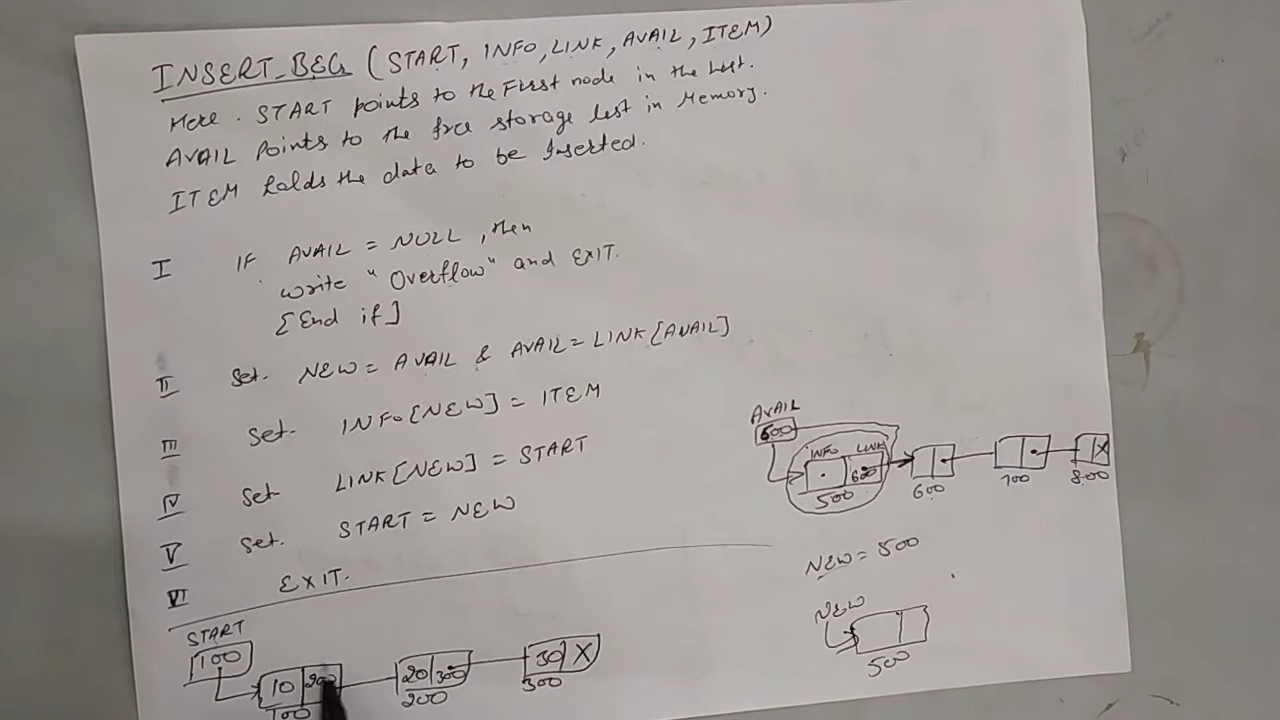 INSERT_BEG (START, INFO, LINK, AVAIL, ITEM)
Here. START points to the First node in the List.
AVAIL Points to the free storage list in Memory.
ITEM holds the data to be Inserted.
I IF AVAIL = NULL, then
write "Overflow" and EXIT.
[End if]
II Set. NEW = AVAIL & AVAIL = LINK[AVAIL]
III Set- INFO[NEW] = ITEM
IV Set LINK[NEW] = START
V Set. START = NEW
VI EXIT.
AVAIL
600
INFO LINK
600
500 600 700 800
X
NEW = 500
NEW
500
START
100
10 200 20 300 30 X
100 200 300